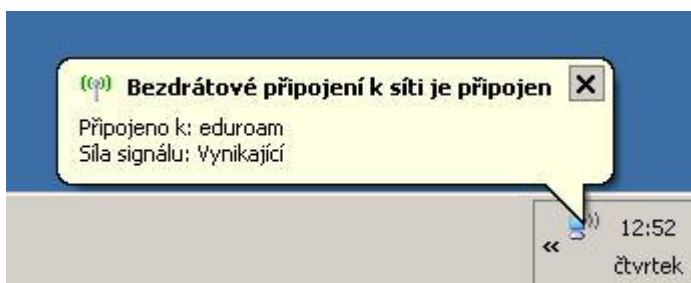 Bezdrátové připojení k síti je připojen
Připojeno k: eduroam
Síla signálu: Vynikající
« 12:52
čtvrtek